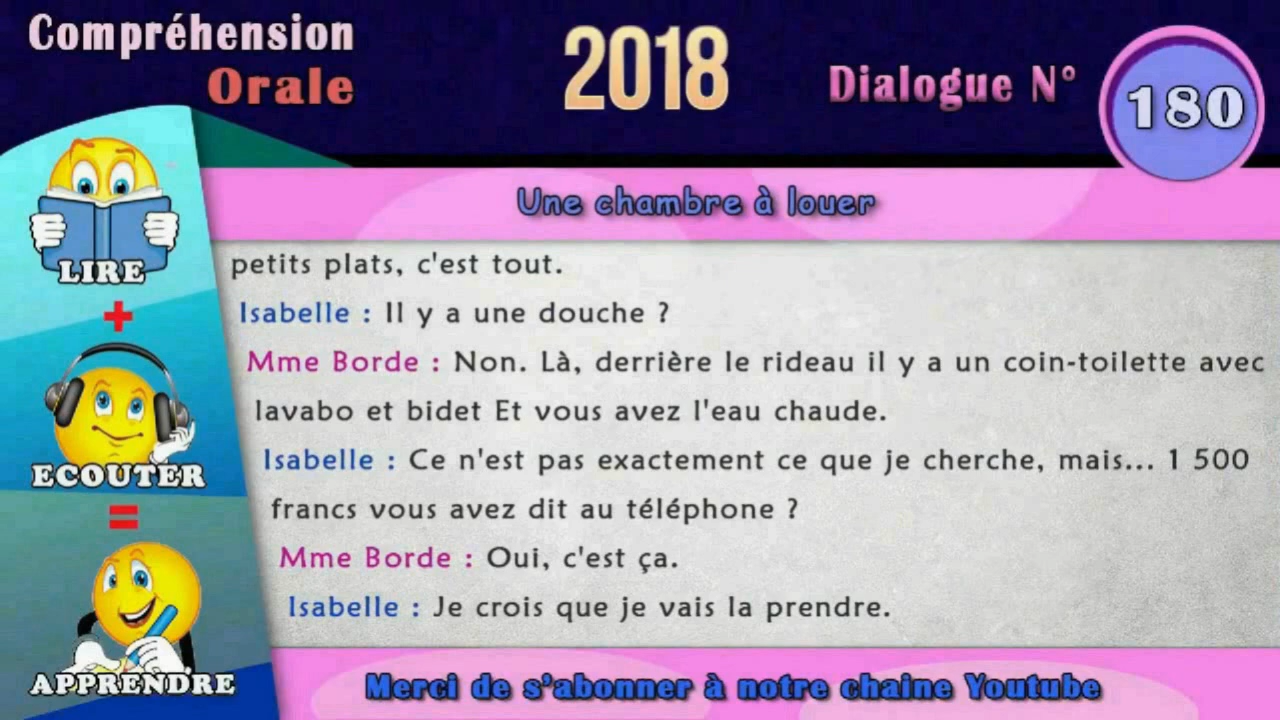 Compréhension
Orale
2018
Dialogue N°
180
Une chambre à louer
petits plats, c'est tout.
Isabelle : Il y a une douche ?
Mme Borde : Non. Là, derrière le rideau il y a un coin-toilette avec
lavabo et bidet Et vous avez l'eau chaude.
Isabelle : Ce n'est pas exactement ce que je cherche, mais... 1 500
francs vous avez dit au téléphone ?
Mme Borde : Oui, c'est ça.
Isabelle : Je crois que je vais la prendre.
LIRE
+
ECOUTER
=
APPRENDRE
Merci de s'abonner à notre chaine Youtube